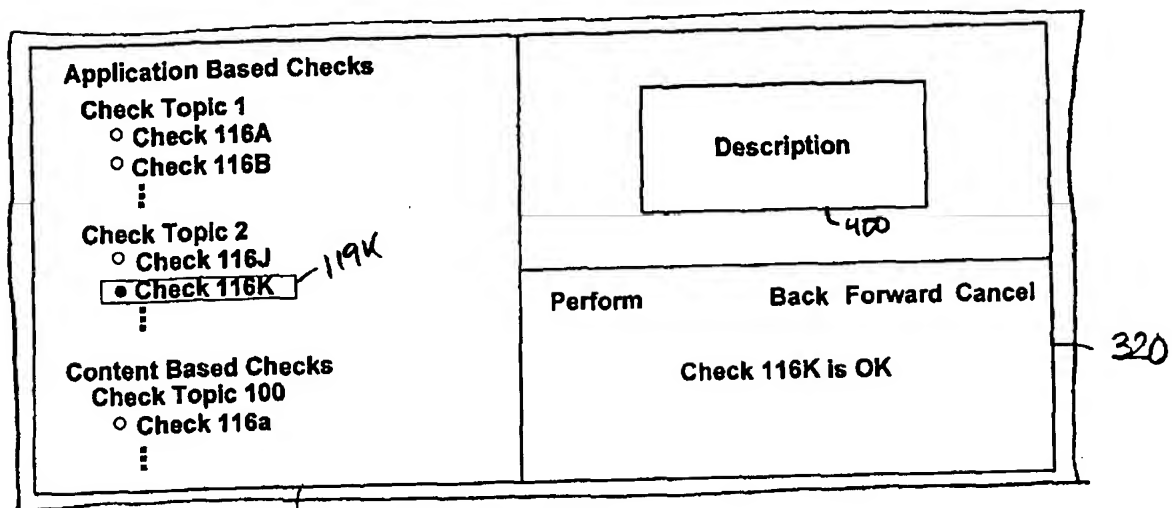 Application Based Checks
Check Topic 1
Check 116A
Check 116B
Check Topic 2
Check 116J
Check 116K
119K
Content Based Checks
Check Topic 100
Check 116a
Description
400
Perform Back Forward Cancel
Check 116K is OK
320